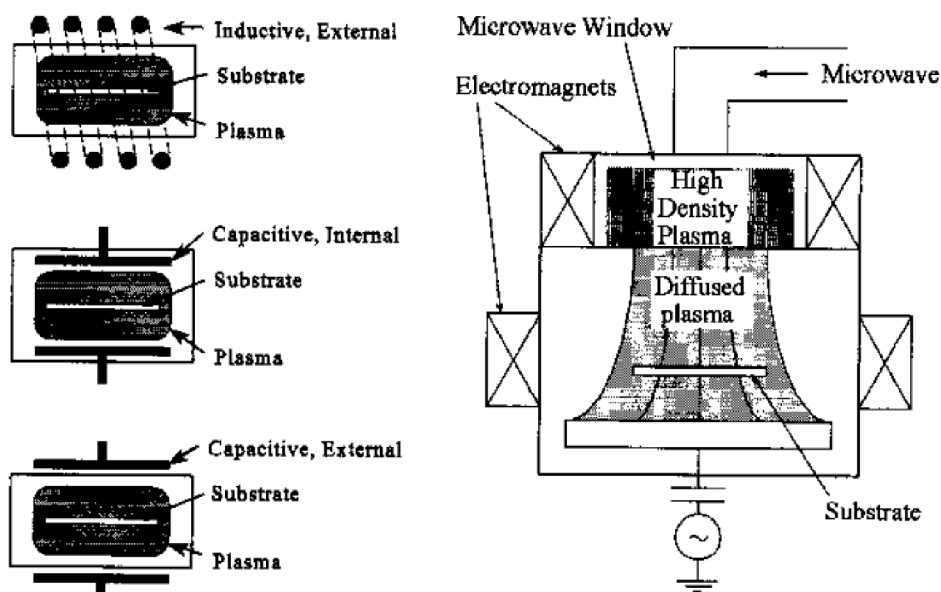 Inductive, External
Substrate
Plasma
Capacitive, Internal
Substrate
Plasma
Capacitive, External
Substrate
Plasma
Microwave Window
Microwave
Electromagnets
High
Density
Plasma
Diffused
plasma
Substrate
~